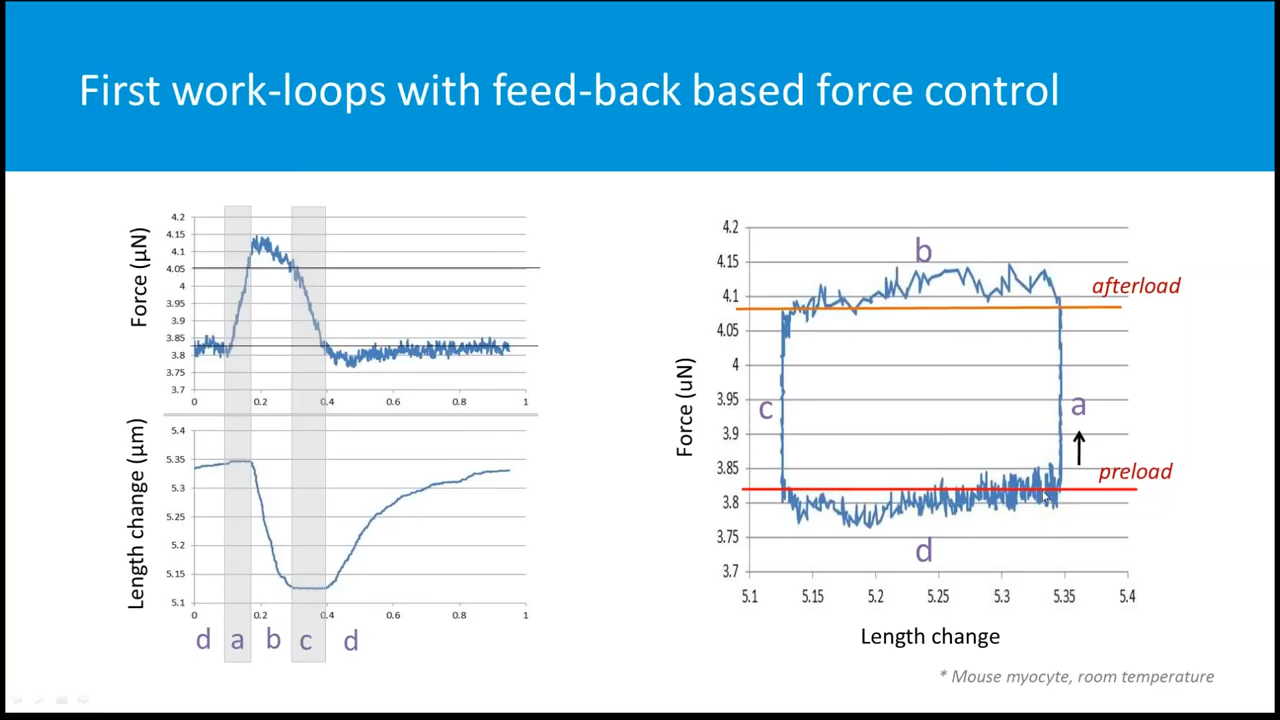 First work-loops with feed-back based force control
Force (µN)
4.2
4.15
4.1
4.05
4
3.95
3.9
3.85
3.8
3.75
3.7
0 0.2 0.4 0.6 0.8 1
Length change (µm)
5.4
5.35
5.3
5.25
5.2
5.15
5.1
0 0.2 0.4 0.6 0.8 1
d a b c d
Force (uN)
4.2
4.15
4.1
4.05
4
3.95
3.9
3.85
3.8
3.75
3.7
b
afterload
c
a
preload
d
5.1 5.15 5.2 5.25 5.3 5.35 5.4
Length change
* Mouse myocyte, room temperature